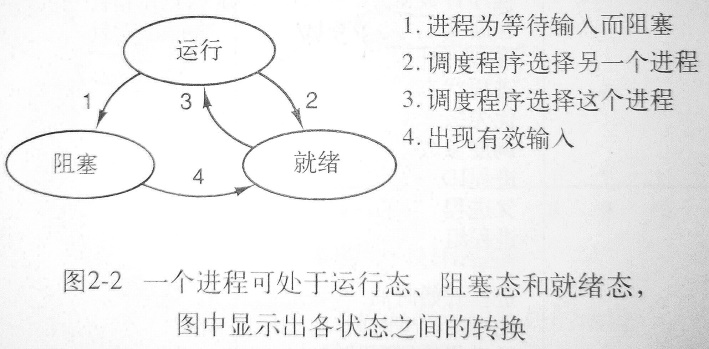 运行
1
3
2
阻塞
就绪
4
1. 进程为等待输入而阻塞
2. 调度程序选择另一个进程
3. 调度程序选择这个进程
4. 出现有效输入
图2-2 一个进程可处于运行态、阻塞态和就绪态，
图中显示出各状态之间的转换